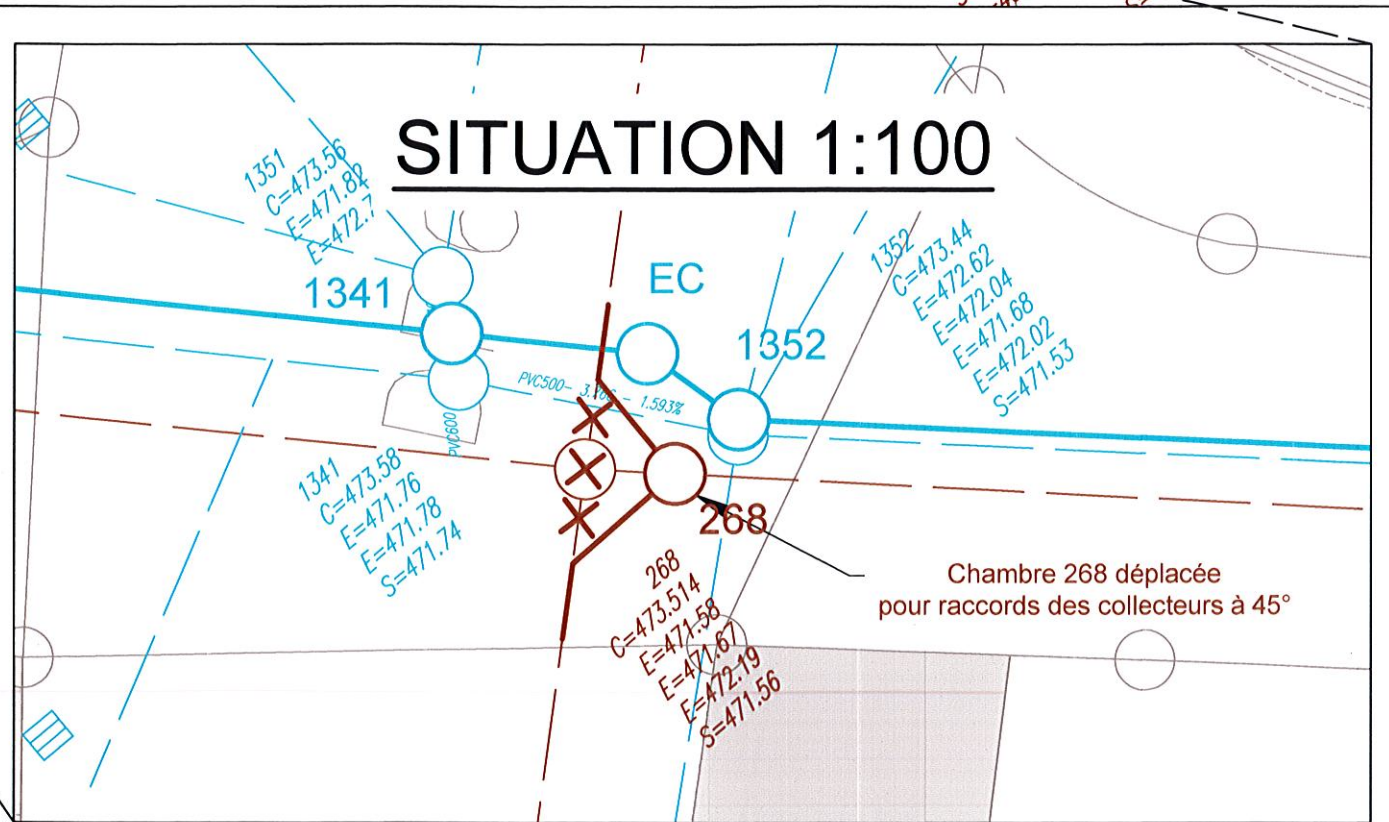 SITUATION 1:100
1351
C=473.56
E=471.82
E=472.7
1341
EC
1352
1352
C=473.44
E=472.62
E=472.04
E=471.68
E=472.02
S=471.53
PVC500- 3. - 1.593%
PVC600
1341
C=473.58
E=471.76
E=471.78
S=471.74
268
268
C=473.514
E=471.58
E=471.67
E=472.19
S=471.56
Chambre 268 déplacée
pour raccords des collecteurs à 45°